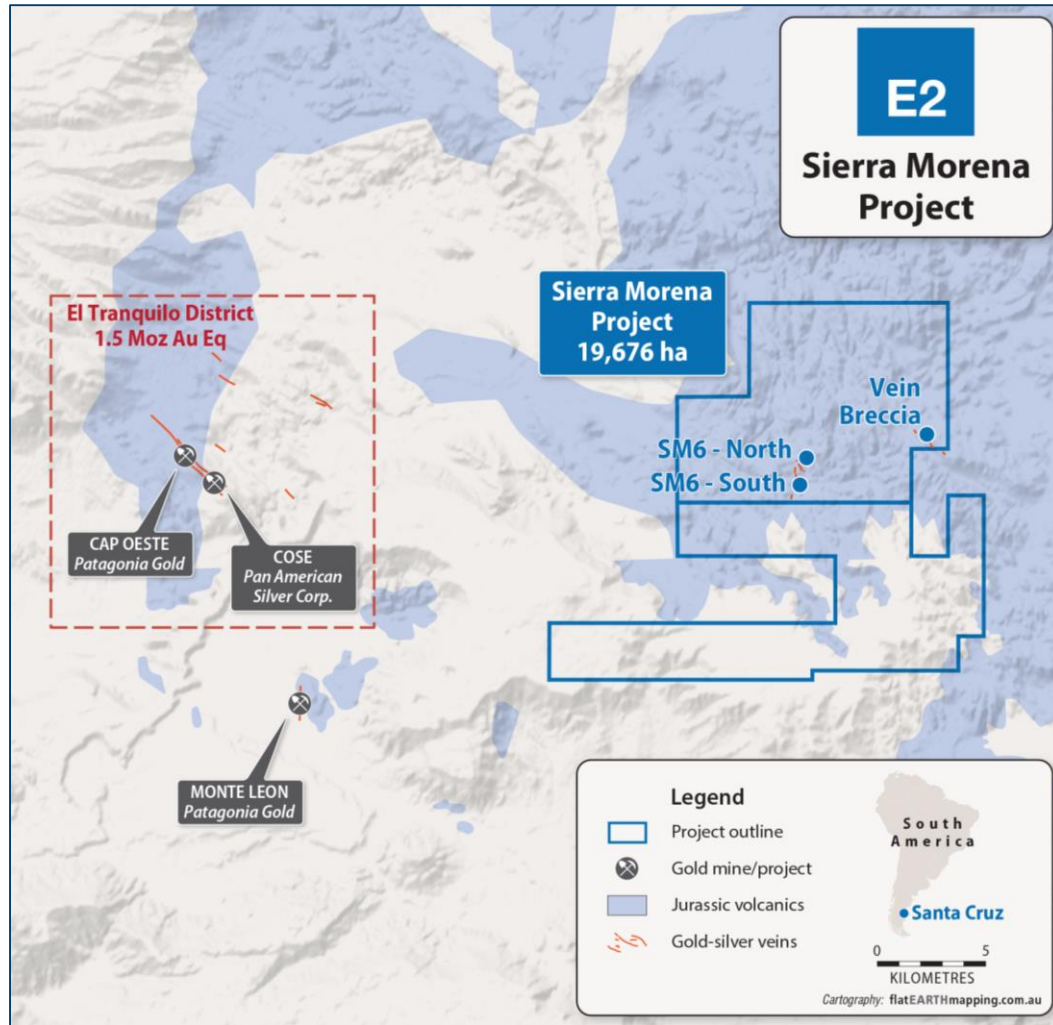 E2
Sierra Morena
Project
El Tranquilo District
1.5 Moz Au Eq
Sierra Morena
Project
19,676 ha
Vein
Breccia
SM6 - North
SM6 - South
CAP OESTE
Patagonia Gold
COSE
Pan American
Silver Corp.
MONTE LEON
Patagonia Gold
Legend
Project outline
Gold mine/project
Jurassic volcanics
Gold-silver veins
South
America
Santa Cruz
0 5
KILOMETRES
Cartography: flatEARTHmapping.com.au